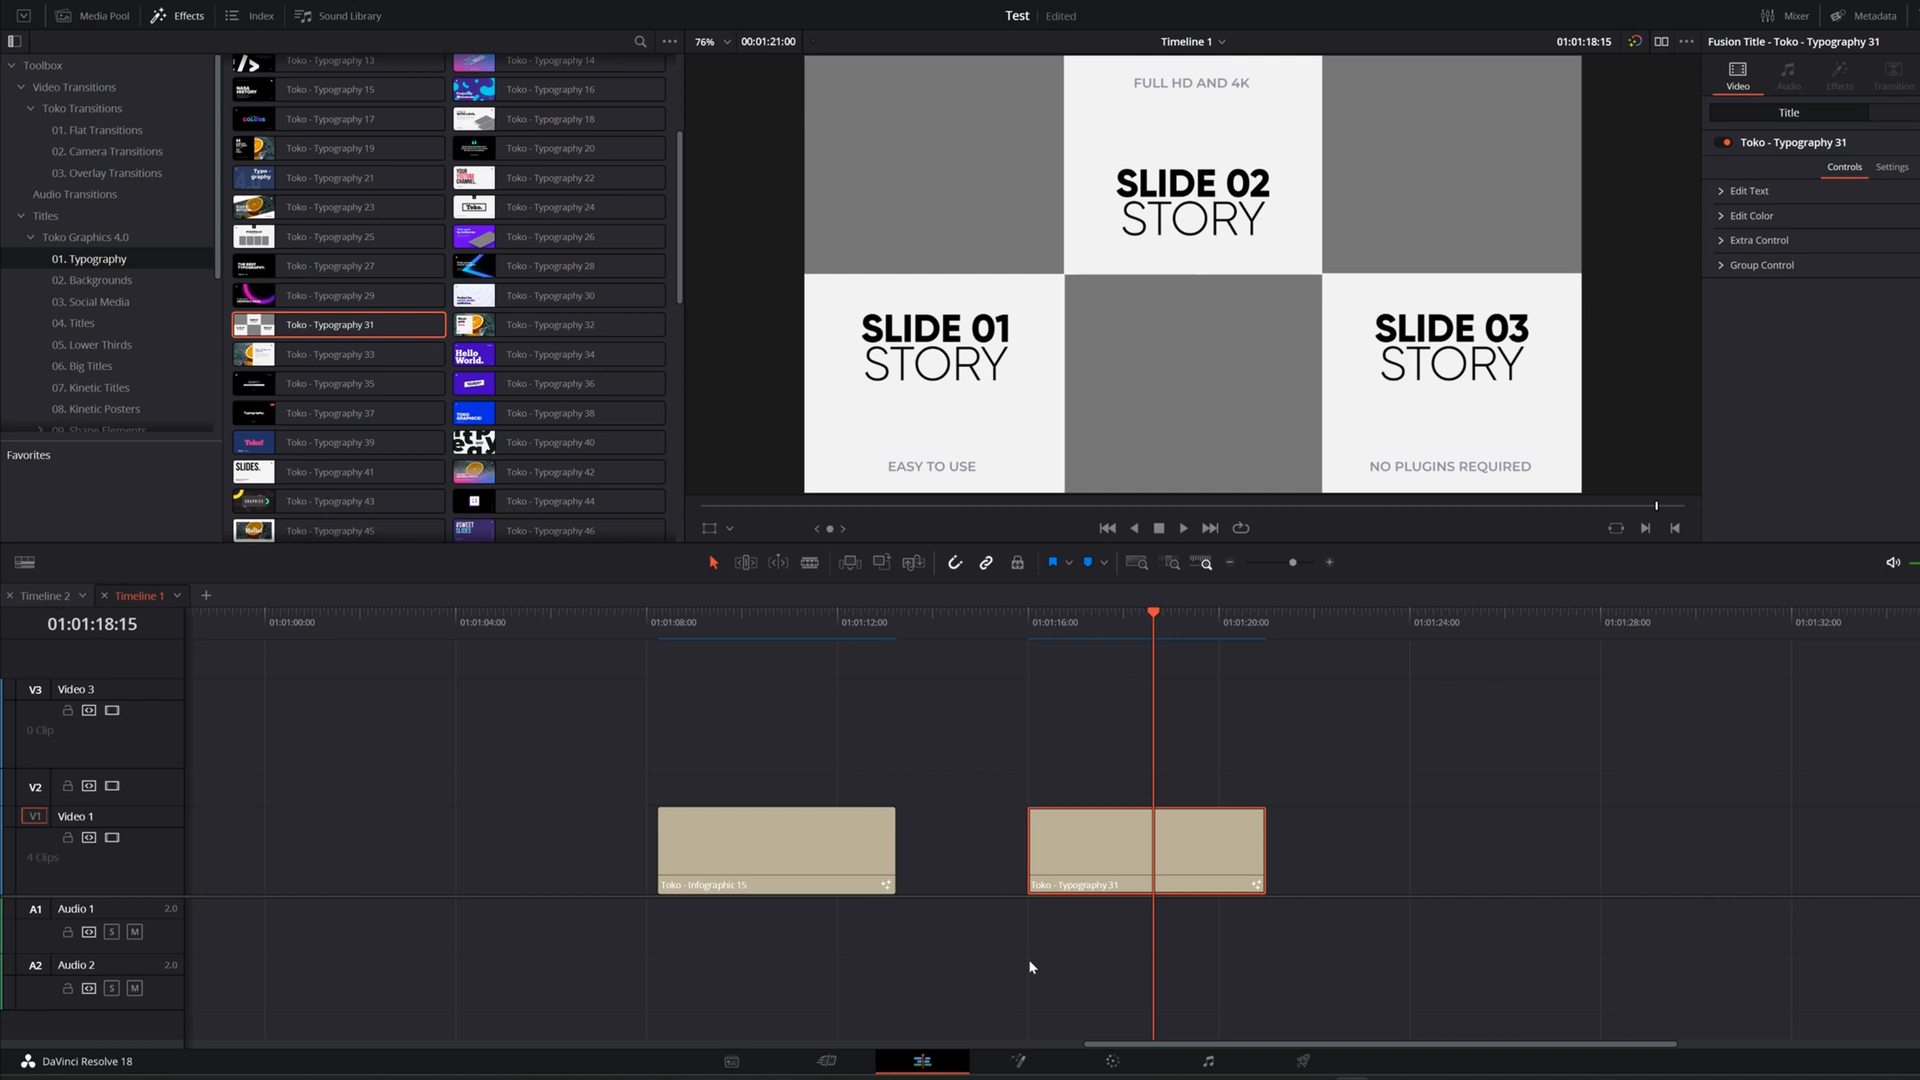 Media Pool
Effects
Index
Sound Library
Test
Edited
Mixer
Metadata
76%
00:01:21:00
Timeline 1
01:01:18:15
Fusion Title - Toko - Typography 31
Toolbox
Video Transitions
Toko Transitions
01. Flat Transitions
02. Camera Transitions
03. Overlay Transitions
Audio Transitions
Titles
Toko Graphics 4.0
01. Typography
02. Backgrounds
03. Social Media
04. Titles
05. Lower Thirds
06. Big Titles
07. Kinetic Titles
08. Kinetic Posters
09. Shape Elements
Favorites
Toko - Typography 13
Toko - Typography 14
Toko - Typography 15
Toko - Typography 16
Toko - Typography 17
Toko - Typography 18
Toko - Typography 19
Toko - Typography 20
Toko - Typography 21
Toko - Typography 22
Toko - Typography 23
Toko - Typography 24
Toko - Typography 25
Toko - Typography 26
Toko - Typography 27
Toko - Typography 28
Toko - Typography 29
Toko - Typography 30
Toko - Typography 31
Toko - Typography 32
Toko - Typography 33
Hello World.
Toko - Typography 34
Toko - Typography 35
Toko - Typography 36
Toko - Typography 37
Toko - Typography 38
Toko - Typography 39
Toko - Typography 40
SLIDES.
Toko - Typography 41
Toko - Typography 42
Toko - Typography 43
Toko - Typography 44
Toko - Typography 45
Toko - Typography 46
FULL HD AND 4K
SLIDE 02
STORY
SLIDE 01
STORY
SLIDE 03
STORY
EASY TO USE
NO PLUGINS REQUIRED
Video
Audio
Effects
Transition
Title
Toko - Typography 31
Controls
Settings
Edit Text
Edit Color
Extra Control
Group Control
Timeline 2
Timeline 1
01:01:18:15
01:01:00:00
01:01:04:00
01:01:08:00
01:01:12:00
01:01:16:00
01:01:20:00
01:01:24:00
01:01:28:00
01:01:32:00
V3
Video 3
0 Clip
V2
V1
Video 1
4 Clips
Toko - Infographic 15
Toko - Typography 31
A1
Audio 1
2.0
S
M
A2
Audio 2
2.0
S
M
DaVinci Resolve 18